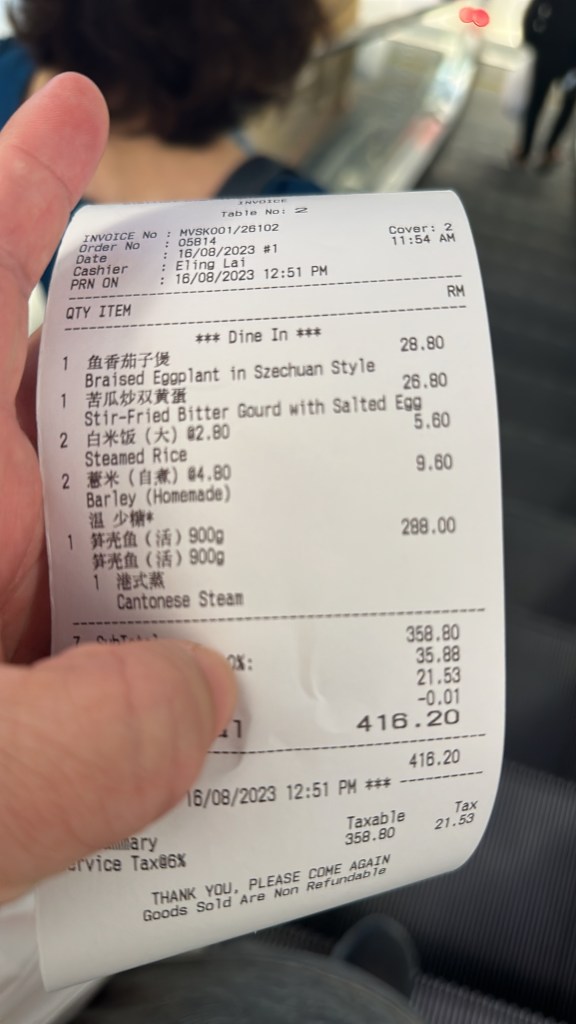 INVOICE
Table No: 2
INVOICE No : MVSK001/26102
Order No : 05814 Cover: 2
Date : 16/08/2023 #1 11:54 AM
Cashier : Eling Lai
PRN ON : 16/08/2023 12:51 PM
QTY ITEM RM
*** Dine In ***
1 鱼香茄子煲 28.80
Braised Eggplant in Szechuan Style
1 苦瓜炒双黄蛋 26.80
Stir-Fried Bitter Gourd with Salted Egg
2 白米饭（大）@2.80 5.60
Steamed Rice
2 薏米（自煮）@4.80 9.60
Barley (Homemade)
温 少糖*
1 笋壳鱼（活）900g 288.00
笋壳鱼（活）900g
1 港式蒸
Cantonese Steam
7 SubTotal 358.80
0%: 35.88
21.53
-0.01
416.20
416.20
16/08/2023 12:51 PM ***
Taxable Tax
mmary 358.80 21.53
ervice Tax@6%
THANK YOU, PLEASE COME AGAIN
Goods Sold Are Non Refundable